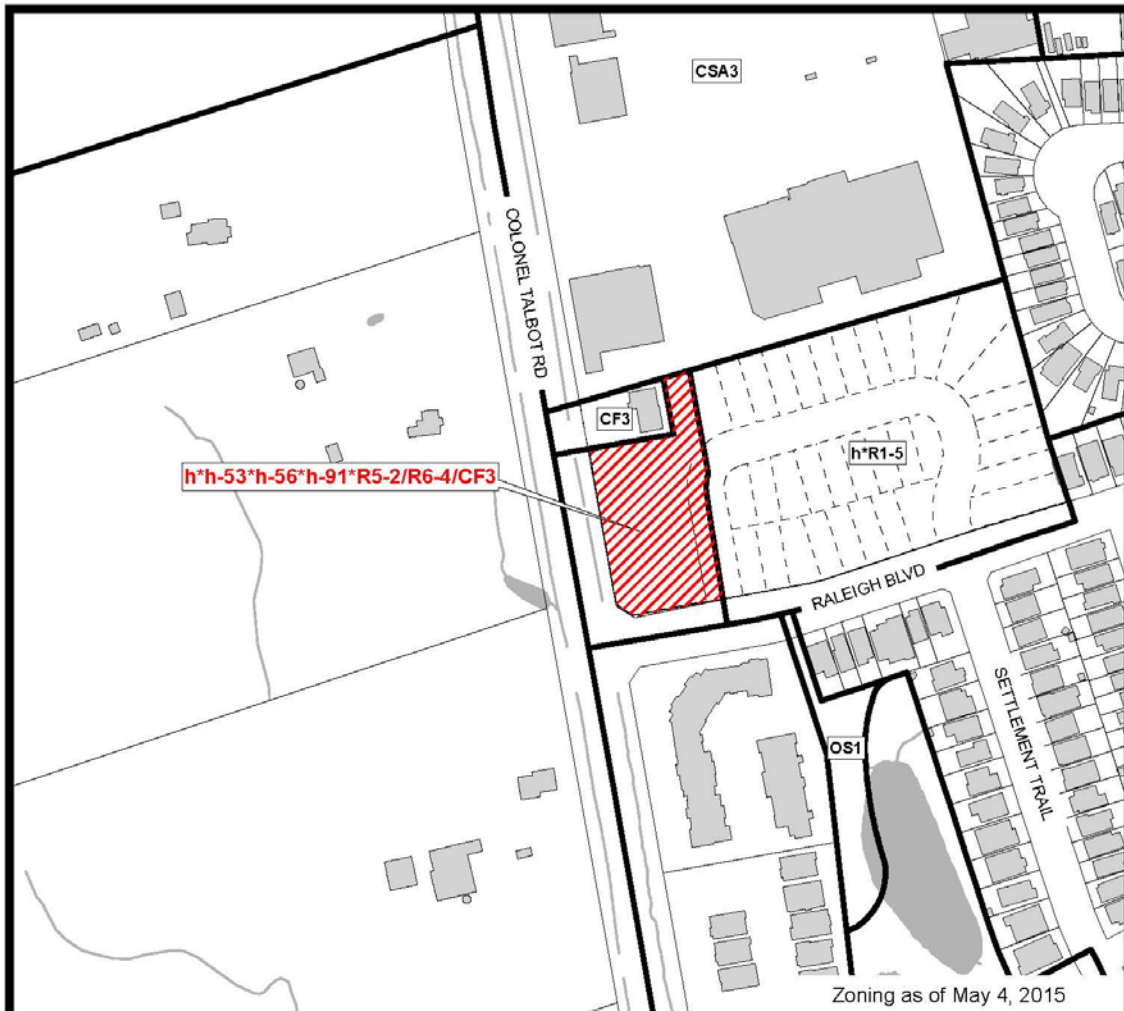 CSA3
COLONEL TALBOT RD
CF3
h*R1-5
h*h-53*h-56*h-91*R5-2/R6-4/CF3
RALEIGH BLVD
SETTLEMENT TRAIL
OS1
Zoning as of May 4, 2015